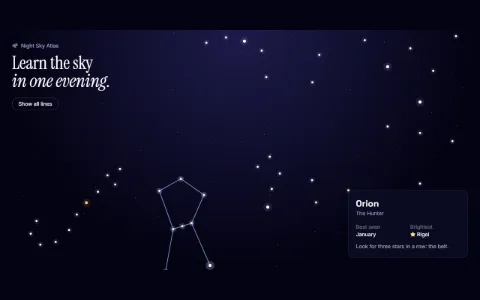 Night Sky Atlas
Learn the sky
in one evening.
Show all lines
Orion
The Hunter
Best seen
Brightest
January
Rigel
Look for three stars in a row: the belt.